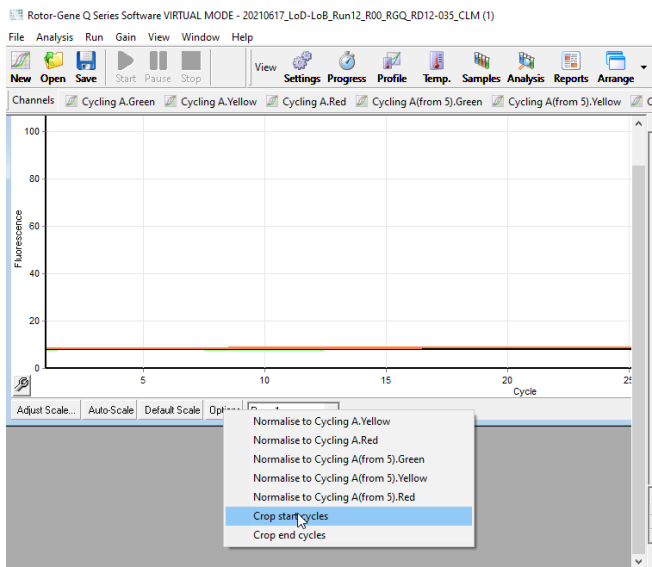 Rotor-Gene Q Series Software VIRTUAL MODE - 20210617_LoD-LoB_Run12_R00_RGQ_RD12-035_CLM (1)
File Analysis Run Gain View Window Help
New Open Save Start Pause Stop View Settings Progress Profile Temp. Samples Analysis Reports Arrange
Channels Cycling A.Green Cycling A.Yellow Cycling A.Red Cycling A(from 5).Green Cycling A(from 5).Yellow
100
80
60
40
20
0
Fluorescence
5 10 15 20 25
Cycle
Adjust Scale... Auto-Scale Default Scale
Normalise to Cycling A.Yellow
Normalise to Cycling A.Red
Normalise to Cycling A(from 5).Green
Normalise to Cycling A(from 5).Yellow
Normalise to Cycling A(from 5).Red
Crop start cycles
Crop end cycles